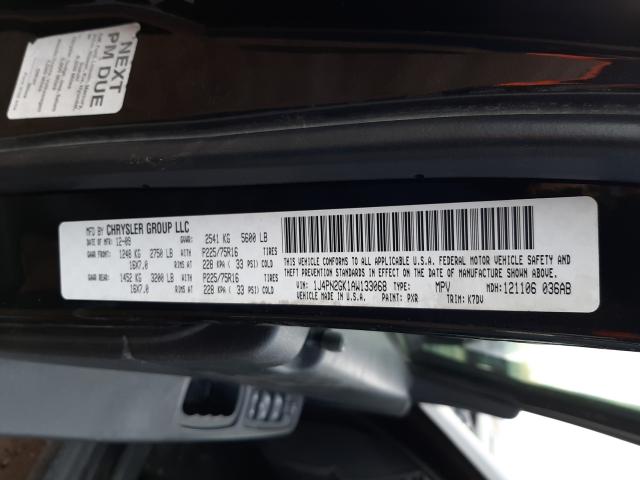 NEXT
PM DUE
MFD BY CHRYSLER GROUP LLC
DATE OF MFR: 12-09 GVWR: 2541 KG 5600 LB
GAWR FRONT: 1248 KG 2750 LB WITH P225/75R16 TIRES
16X7.0 RIMS AT 228 KPA ( 33 PSI) COLD
GAWR REAR: 1452 KG 3200 LB WITH P225/75R16 TIRES
16X7.0 RIMS AT 228 KPA ( 33 PSI) COLD
THIS VEHICLE CONFORMS TO ALL APPLICABLE U.S.A. FEDERAL MOTOR VEHICLE SAFETY, BUMPER AND
THEFT PREVENTION STANDARDS IN EFFECT ON THE DATE OF MANUFACTURE SHOWN ABOVE.
VIN: 1J4PN2GK1AW133068 TYPE: MPV MDH: 121106 036AB
VEHICLE MADE IN U.S.A. PAINT: PXR TRIM: K7DV